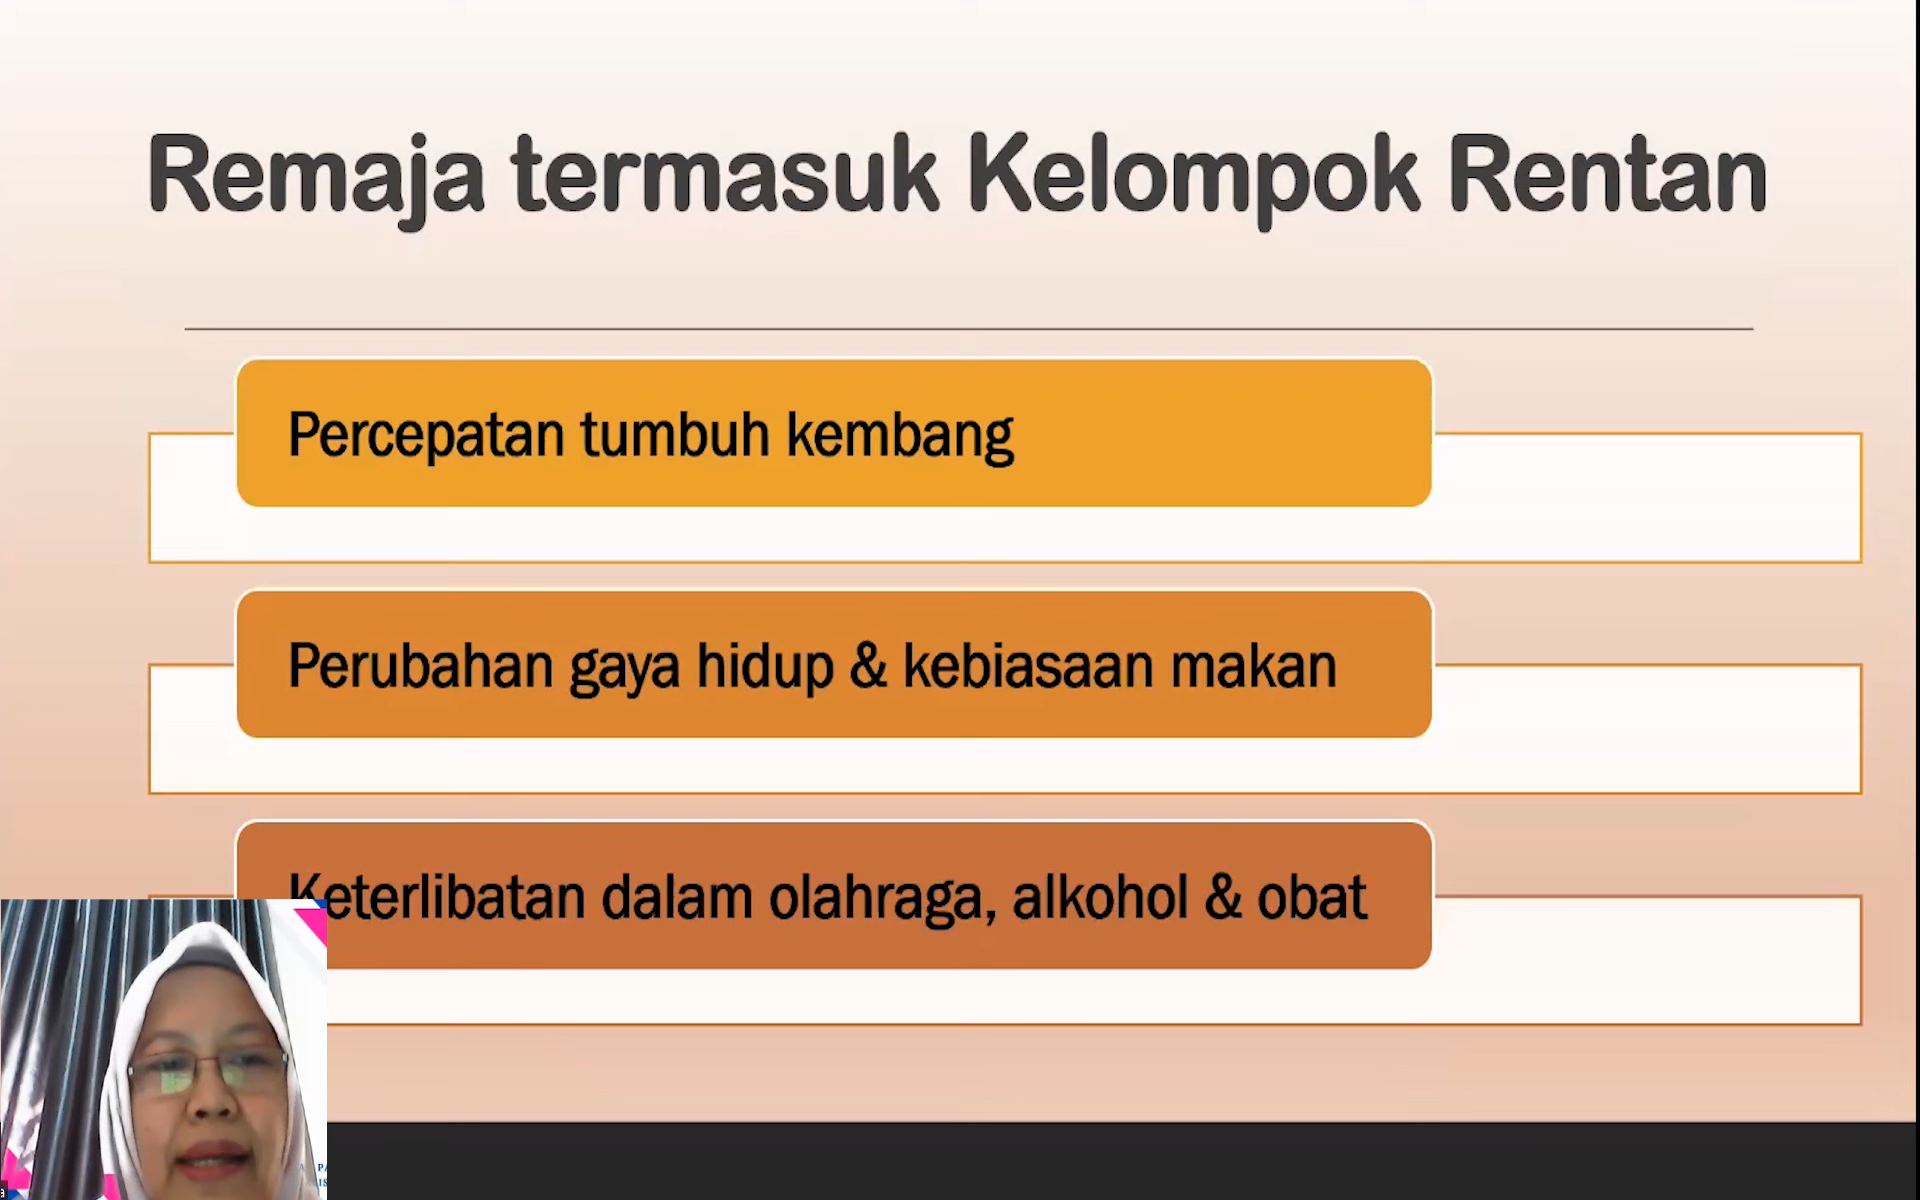 Remaja termasuk Kelompok Rentan
Percepatan tumbuh kembang
Perubahan gaya hidup & kebiasaan makan
Keterlibatan dalam olahraga, alkohol & obat